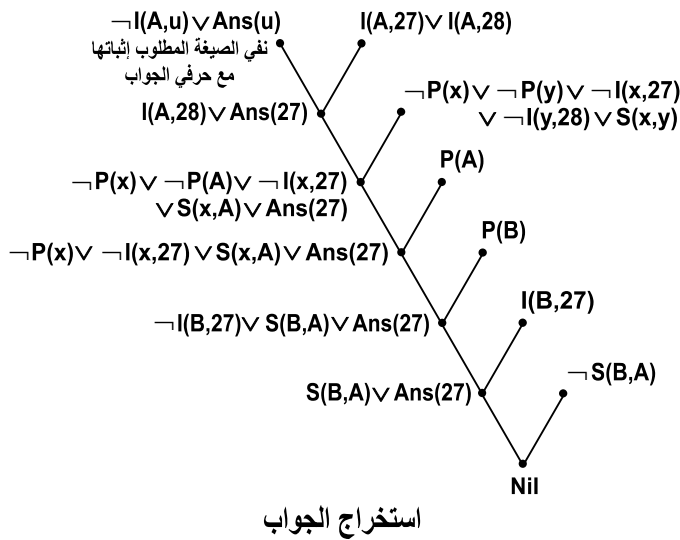 ¬I(A,u)∨Ans(u)
نفي الصيغة المطلوب إثباتها
مع حرفي الجواب
I(A,27)∨ I(A,28)
I(A,28)∨ Ans(27)
¬P(x)∨ ¬P(y)∨ ¬I(x,27)
∨ ¬I(y,28)∨ S(x,y)
¬P(x)∨ ¬P(A)∨ ¬I(x,27)
∨ S(x,A)∨ Ans(27)
P(A)
¬P(x)∨ ¬I(x,27)∨ S(x,A)∨ Ans(27)
P(B)
¬I(B,27)∨ S(B,A)∨ Ans(27)
I(B,27)
S(B,A)∨ Ans(27)
¬S(B,A)
Nil
استخراج الجواب